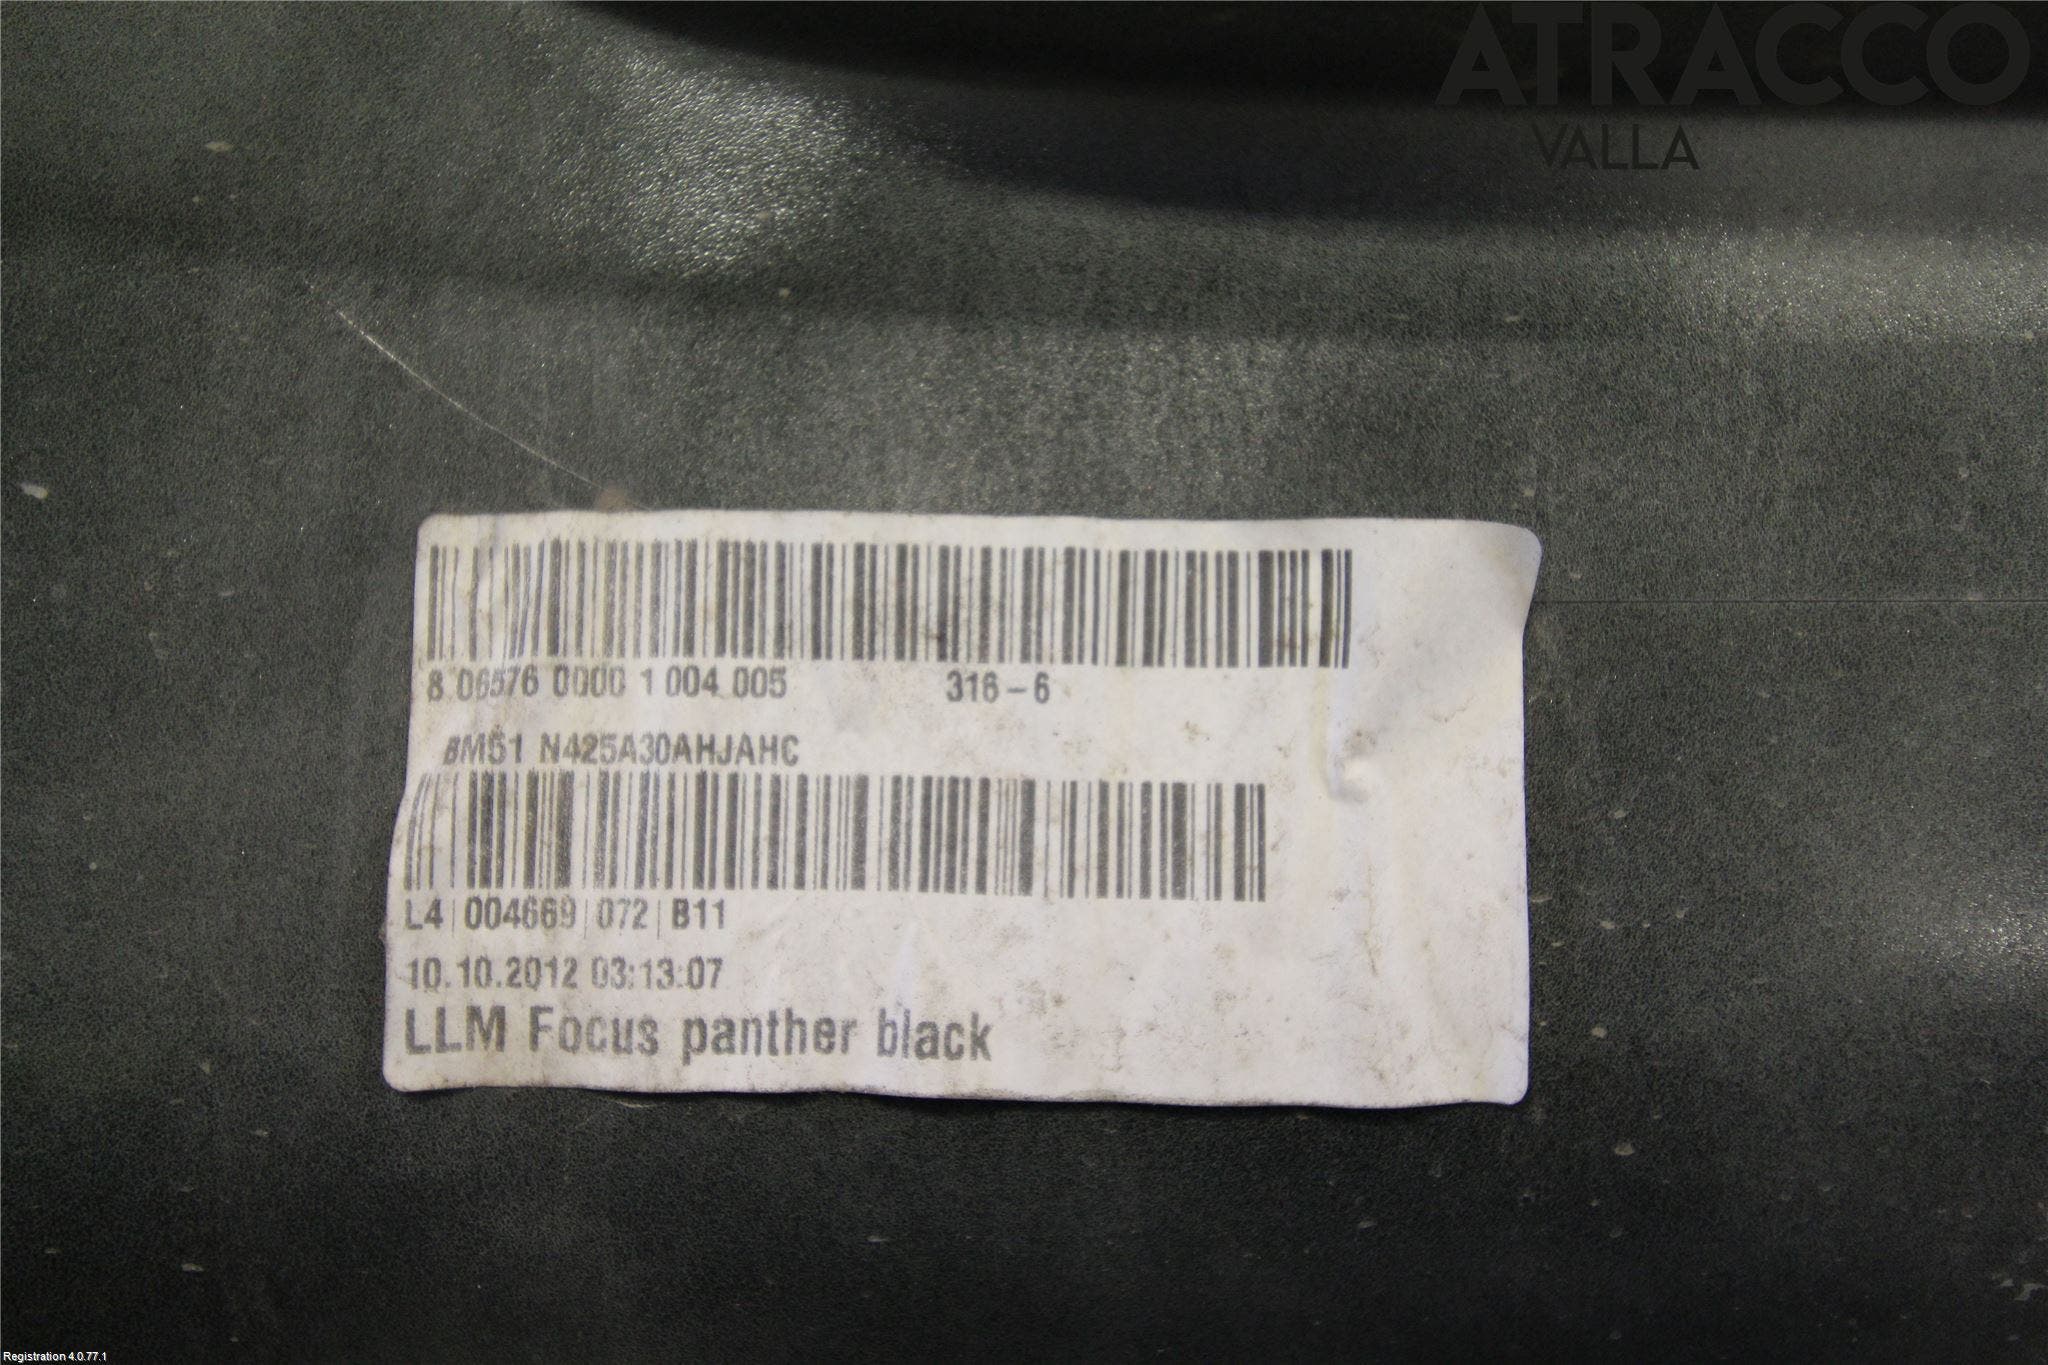 ATRACCO
VALLA
8 06576 0000 1 004 005 316 - 6
BM51 N425A30AHJAHC
L4 | 004669 | 072 | B11
10.10.2012 03:13:07
LLM Focus panther black
Registration 4.0.77.1